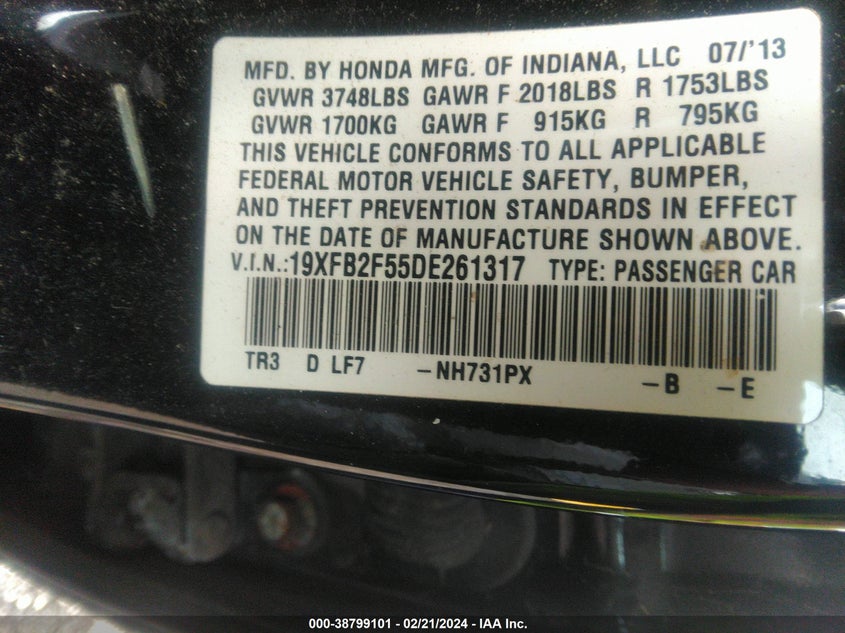 MFD. BY HONDA MFG. OF INDIANA, LLC 07/'13
GVWR 3748LBS GAWR F 2018LBS R 1753LBS
GVWR 1700KG GAWR F 915KG R 795KG
THIS VEHICLE CONFORMS TO ALL APPLICABLE
FEDERAL MOTOR VEHICLE SAFETY, BUMPER,
AND THEFT PREVENTION STANDARDS IN EFFECT
ON THE DATE OF MANUFACTURE SHOWN ABOVE.
V.I.N.:19XFB2F55DE261317 TYPE: PASSENGER CAR
TR3 D LF7 -NH731PX -B -E
000-38799101 / 02/21/2024 - IAA Inc.